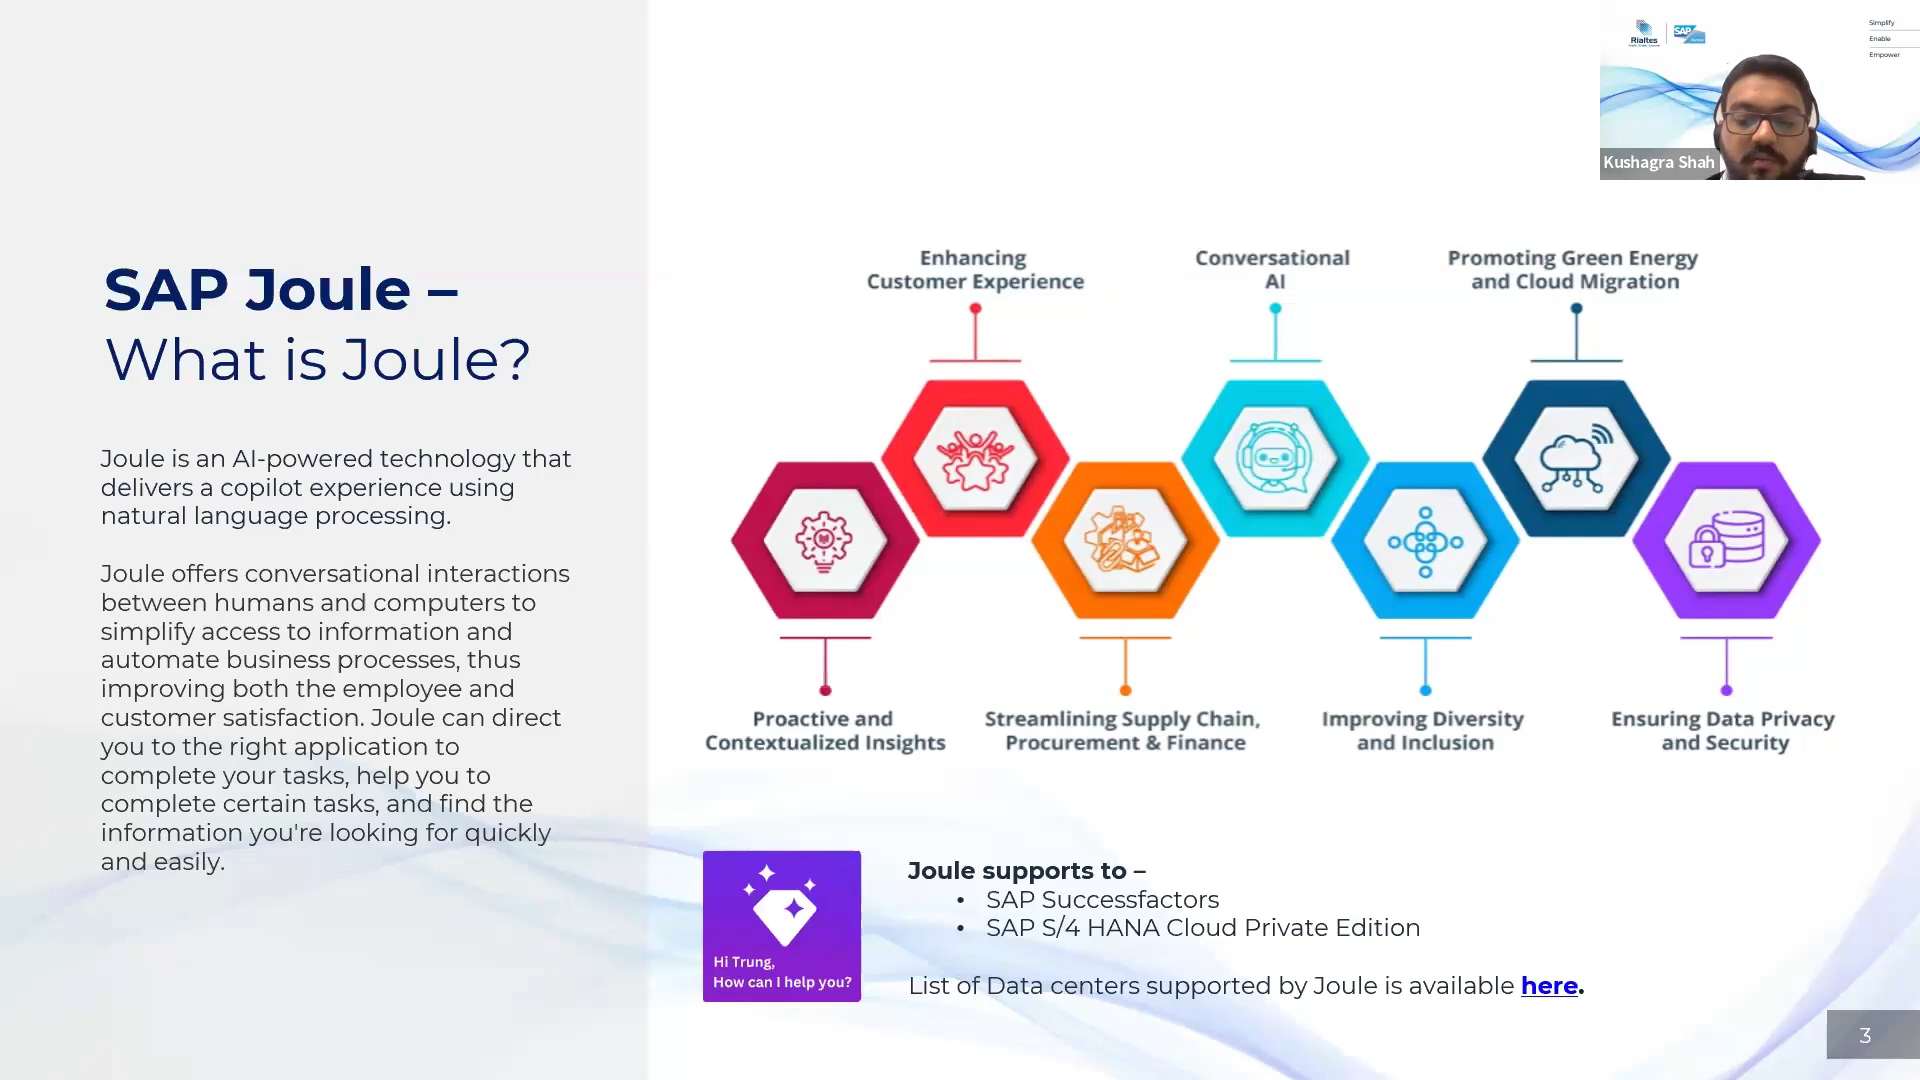 Rialtes
SAP
Simplify
Enable
Empower
Kushagra Shah
SAP Joule –
What is Joule?
Joule is an AI-powered technology that
delivers a copilot experience using
natural language processing.
Joule offers conversational interactions
between humans and computers to
simplify access to information and
automate business processes, thus
improving both the employee and
customer satisfaction. Joule can direct
you to the right application to
complete your tasks, help you to
complete certain tasks, and find the
information you're looking for quickly
and easily.
Enhancing
Customer Experience
Conversational
AI
Promoting Green Energy
and Cloud Migration
Proactive and
Contextualized Insights
Streamlining Supply Chain,
Procurement & Finance
Improving Diversity
and Inclusion
Ensuring Data Privacy
and Security
Hi Trung,
How can I help you?
Joule supports to –
• SAP Successfactors
• SAP S/4 HANA Cloud Private Edition
List of Data centers supported by Joule is available here.
3